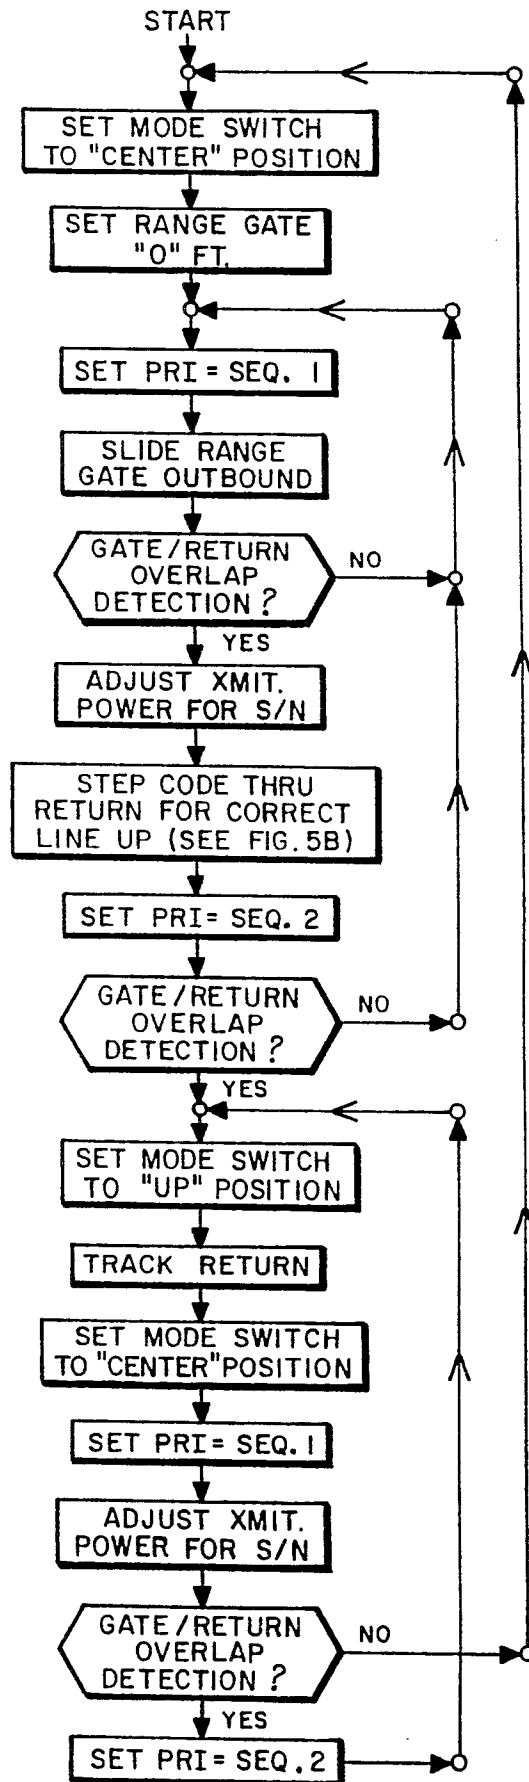 START
SET MODE SWITCH
TO "CENTER" POSITION
SET RANGE GATE
"0" FT.
SET PRI = SEQ. 1
SLIDE RANGE
GATE OUTBOUND
GATE/RETURN
OVERLAP
DETECTION ?
NO
YES
ADJUST XMIT.
POWER FOR S/N
STEP CODE THRU
RETURN FOR CORRECT
LINE UP (SEE FIG. 5B)
SET PRI = SEQ. 2
GATE/RETURN
OVERLAP
DETECTION ?
NO
YES
SET MODE SWITCH
TO "UP" POSITION
TRACK RETURN
SET MODE SWITCH
TO "CENTER" POSITION
SET PRI = SEQ. 1
ADJUST XMIT.
POWER FOR S/N
GATE/RETURN
OVERLAP
DETECTION ?
NO
YES
SET PRI = SEQ. 2